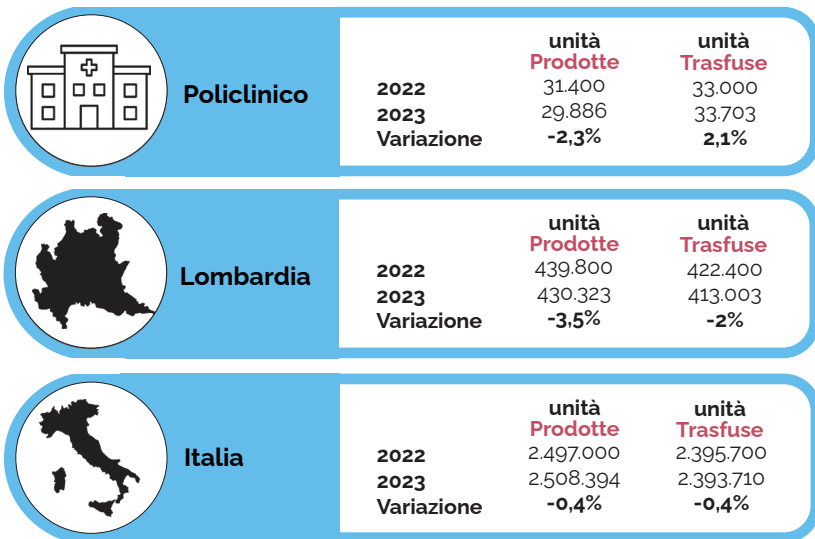 Policlinico
unità unità
Prodotte Trasfuse
2022 31.400 33.000
2023 29.886 33.703
Variazione -2,3% 2,1%
Lombardia
unità unità
Prodotte Trasfuse
2022 439.800 422.400
2023 430.323 413.003
Variazione -3,5% -2%
Italia
unità unità
Prodotte Trasfuse
2022 2.497.000 2.395.700
2023 2.508.394 2.393.710
Variazione -0,4% -0,4%